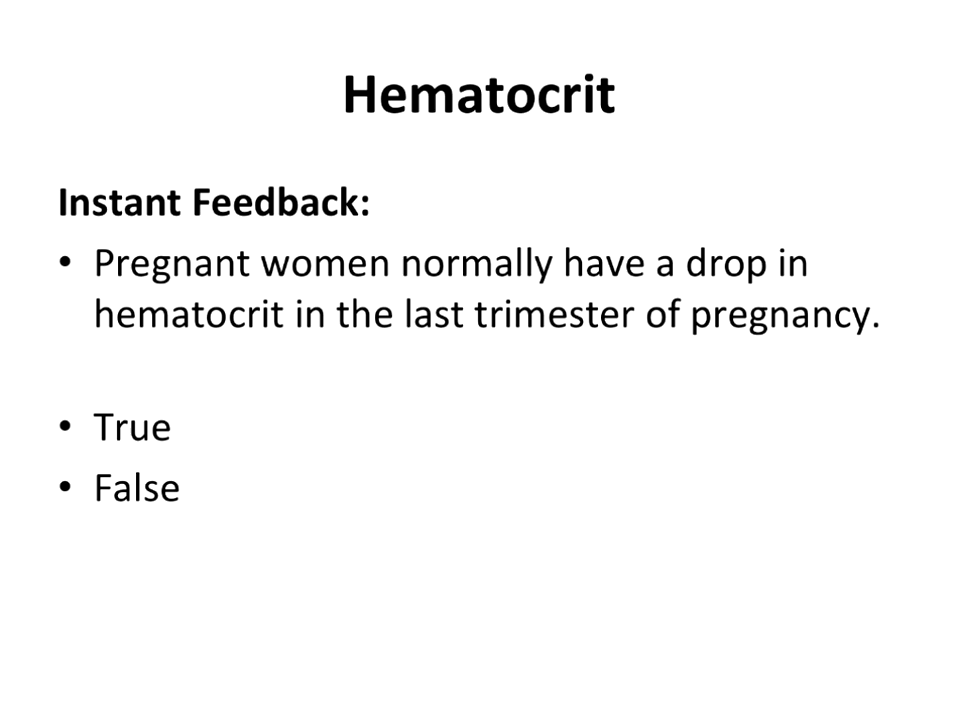 Hematocrit
Instant Feedback:
• Pregnant women normally have a drop in
hematocrit in the last trimester of pregnancy.
• True
• False